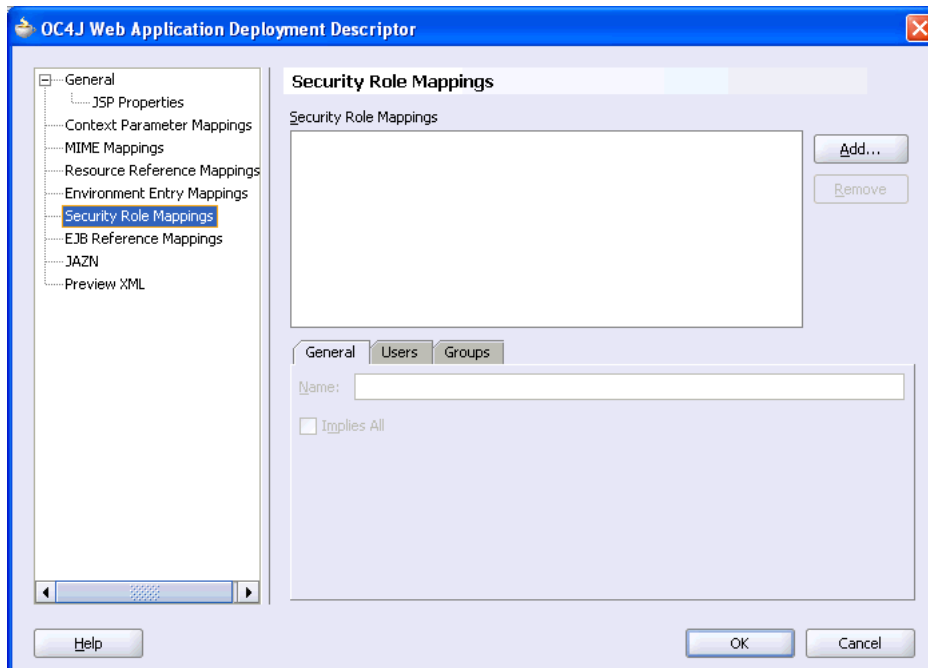 OC4J Web Application Deployment Descriptor
General
JSP Properties
Context Parameter Mappings
MIME Mappings
Resource Reference Mappings
Environment Entry Mappings
Security Role Mappings
EJB Reference Mappings
JAZN
Preview XML
Security Role Mappings
Security Role Mappings
Add...
Remove
General Users Groups
Name:
Implies All
Help OK Cancel